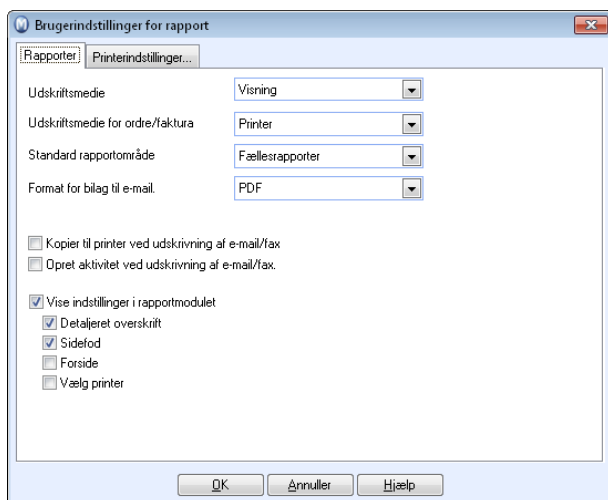 Brugerindstillinger for rapport
Rapporter Printerindstillinger...
Udskriftsmedie Visning
Udskriftsmedie for ordre/faktura Printer
Standard rapportområde Fællesrapporter
Format for bilag til e-mail. PDF
Kopier til printer ved udskrivning af e-mail/fax
Opret aktivitet ved udskrivning af e-mail/fax.
Vise indstillinger i rapportmodulet
Detaljeret overskrift
Sidefod
Forside
Vælg printer
OK Annuller Hjælp